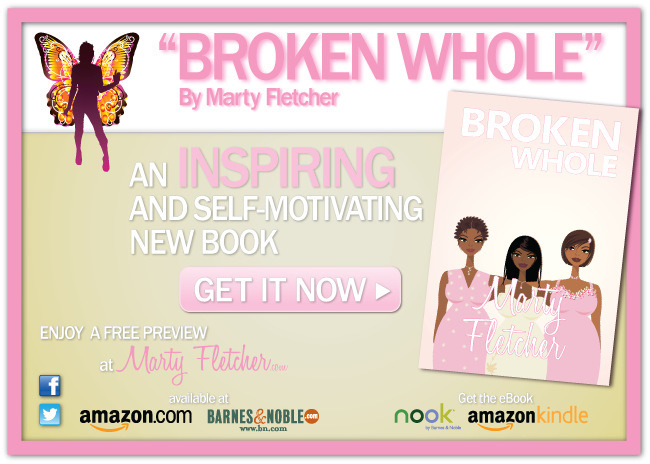 “BROKEN WHOLE”
By Marty Fletcher
BROKEN
WHOLE
Marty
Fletcher
AN INSPIRING
AND SELF-MOTIVATING
NEW BOOK
GET IT NOW
ENJOY A FREE PREVIEW
at Marty Fletcher.com
f
available at
amazon.com
BARNES&NOBLE.com
www.bn.com
Get the eBook
nook
by Barnes & Noble
amazonkindle